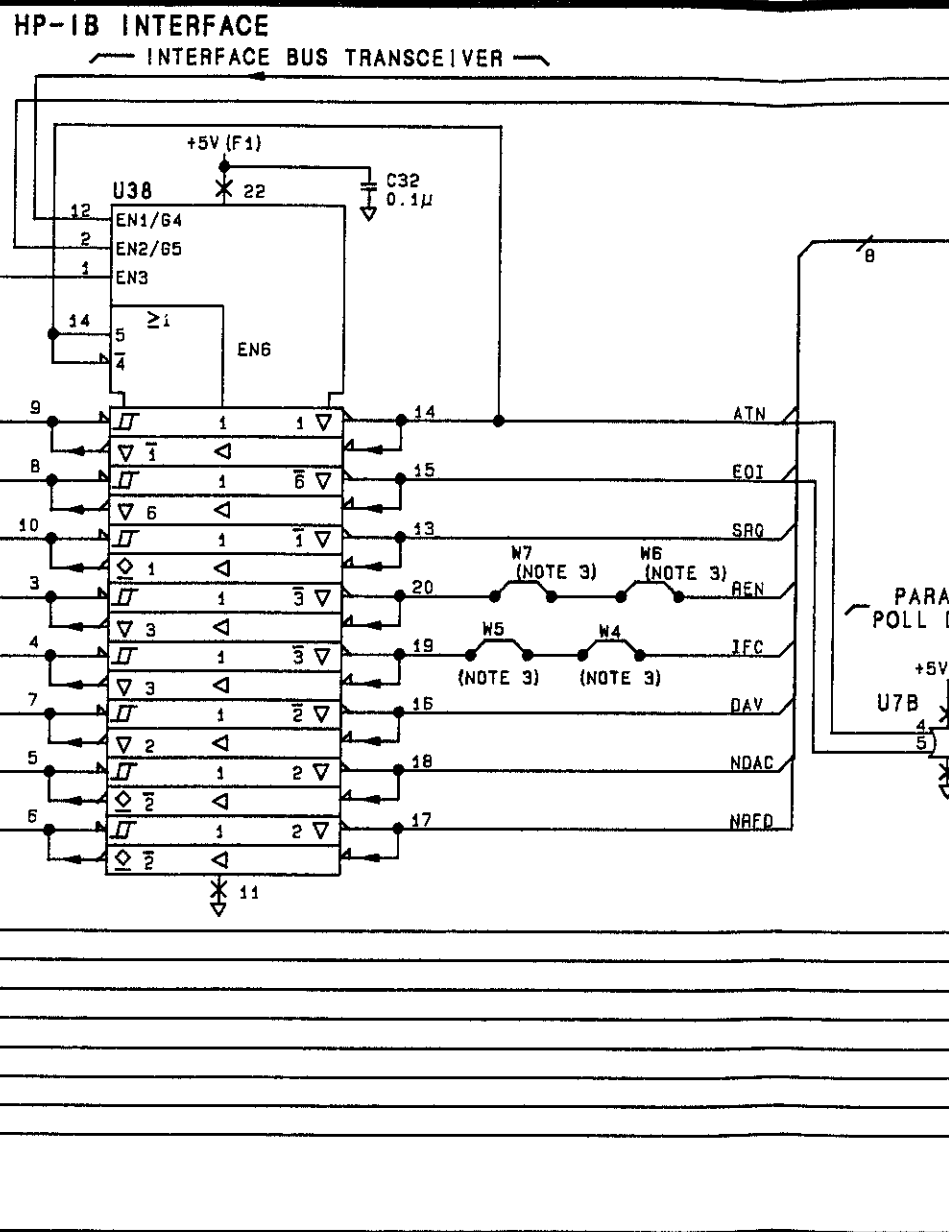 HP-IB INTERFACE
INTERFACE BUS TRANSCEIVER
+5V(F1)
U38
22
C32
0.1µ
12 EN1/G4
2 EN2/G5
1 EN3
8
≥1
14 5
4̅
EN6
9 1 1 ▽ 14 ATN
▽ 1̅ ◁
8 1 6̅ ▽ 15 EOI
▽ 6 ◁
10 1 1̅ ▽ 13 SRQ
◇ 1 ◁
W7 W6
(NOTE 3) (NOTE 3)
3 1 3̅ ▽ 20 REN
▽ 3 ◁
PARA
POLL
W5 W4
4 1 3̅ ▽ 19 IFC
(NOTE 3) (NOTE 3)
▽ 3 ◁
+5V
U7B
7 1 2̅ ▽ 16 DAV
4
5
▽ 2 ◁
5 1 2 ▽ 18 NDAC
◇ 2̅ ◁
6 1 2 ▽ 17 NRFD
◇ 2̅ ◁
11